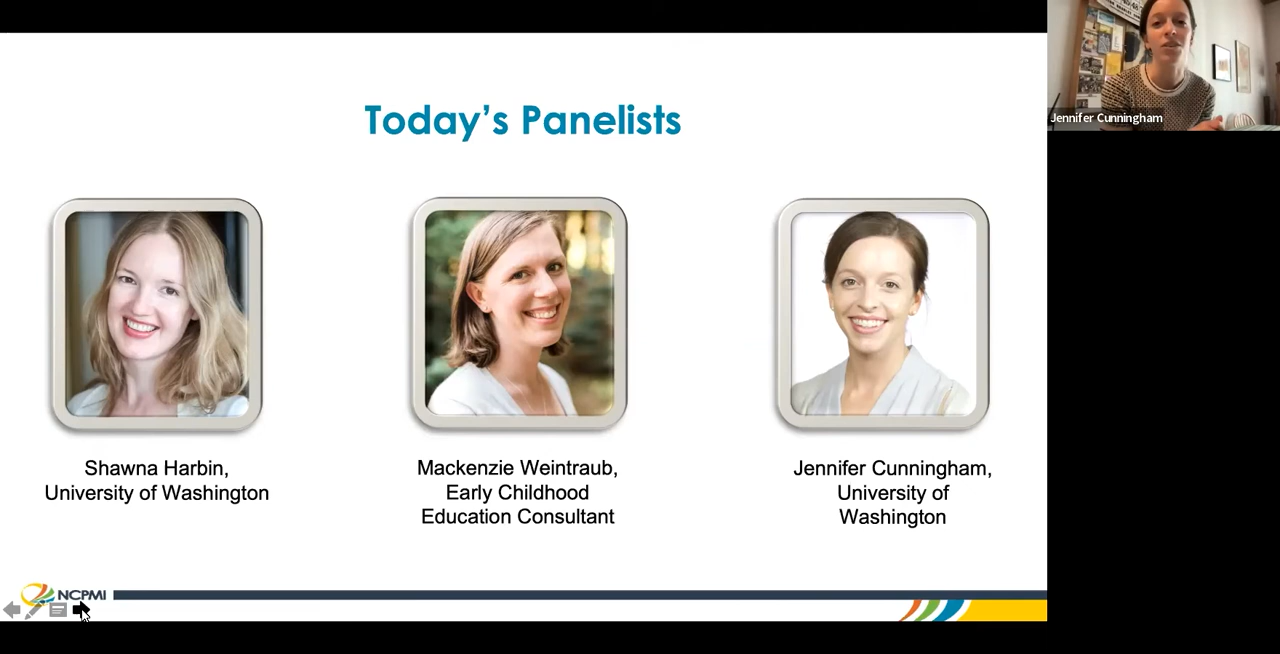 Today's Panelists
Jennifer Cunningham
Shawna Harbin,
University of Washington
Mackenzie Weintraub,
Early Childhood
Education Consultant
Jennifer Cunningham,
University of
Washington
NCPMI